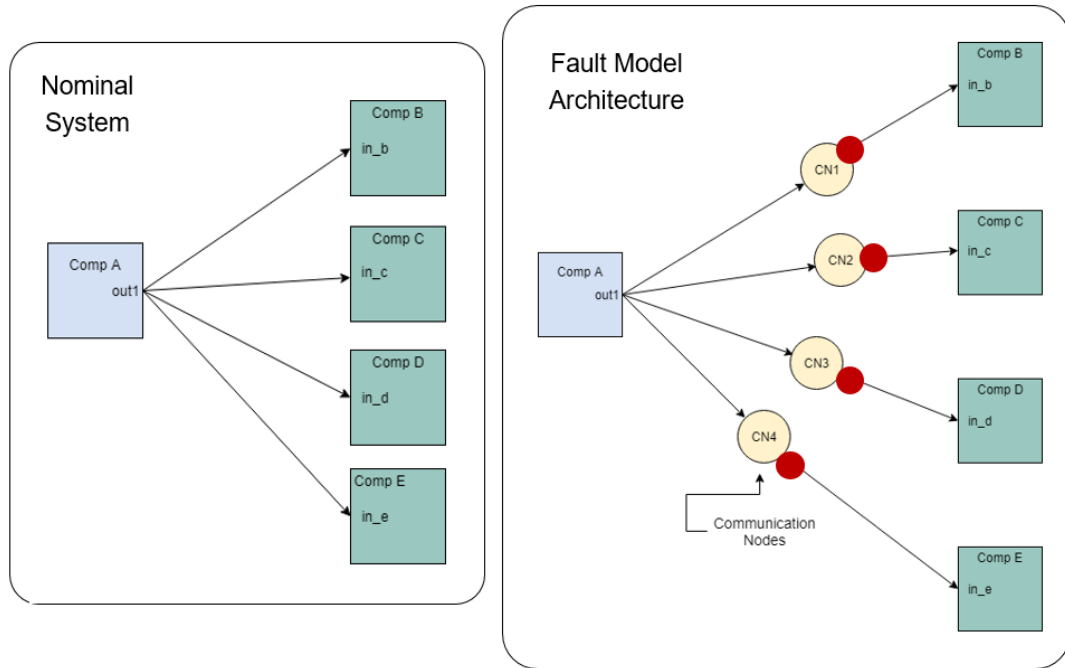 Nominal
System
Comp B
in_b
Comp C
in_c
Comp A
out1
Comp D
in_d
Comp E
in_e
Fault Model
Architecture
Comp B
in_b
CN1
Comp C
in_c
CN2
Comp A
out1
CN3
Comp D
in_d
CN4
Communication
Nodes
Comp E
in_e